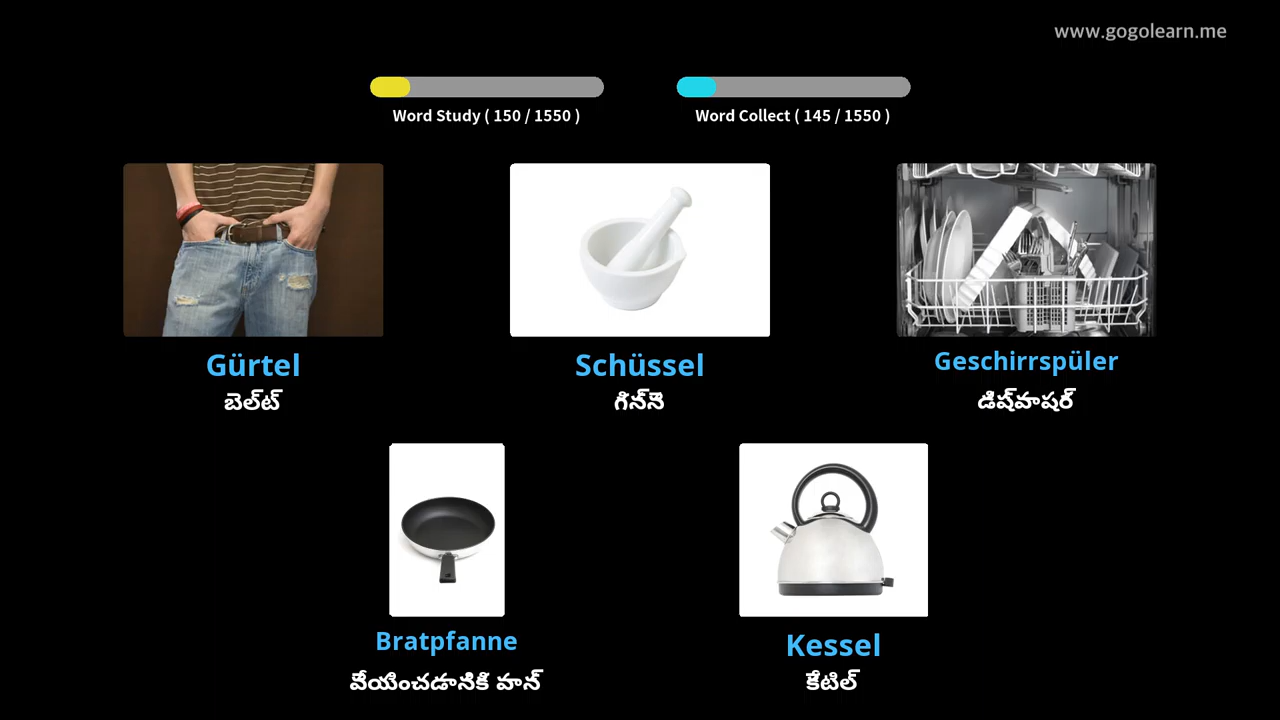 www.gogolearn.me
Word Study ( 150 / 1550 )
Word Collect ( 145 / 1550 )
Gürtel
Schüssel
Geschirrspüler
బెల్ట్
గిన్నె
డిష్వాషర్
Bratpfanne
Kessel
వేయించడానికి పాన్
కేటిల్